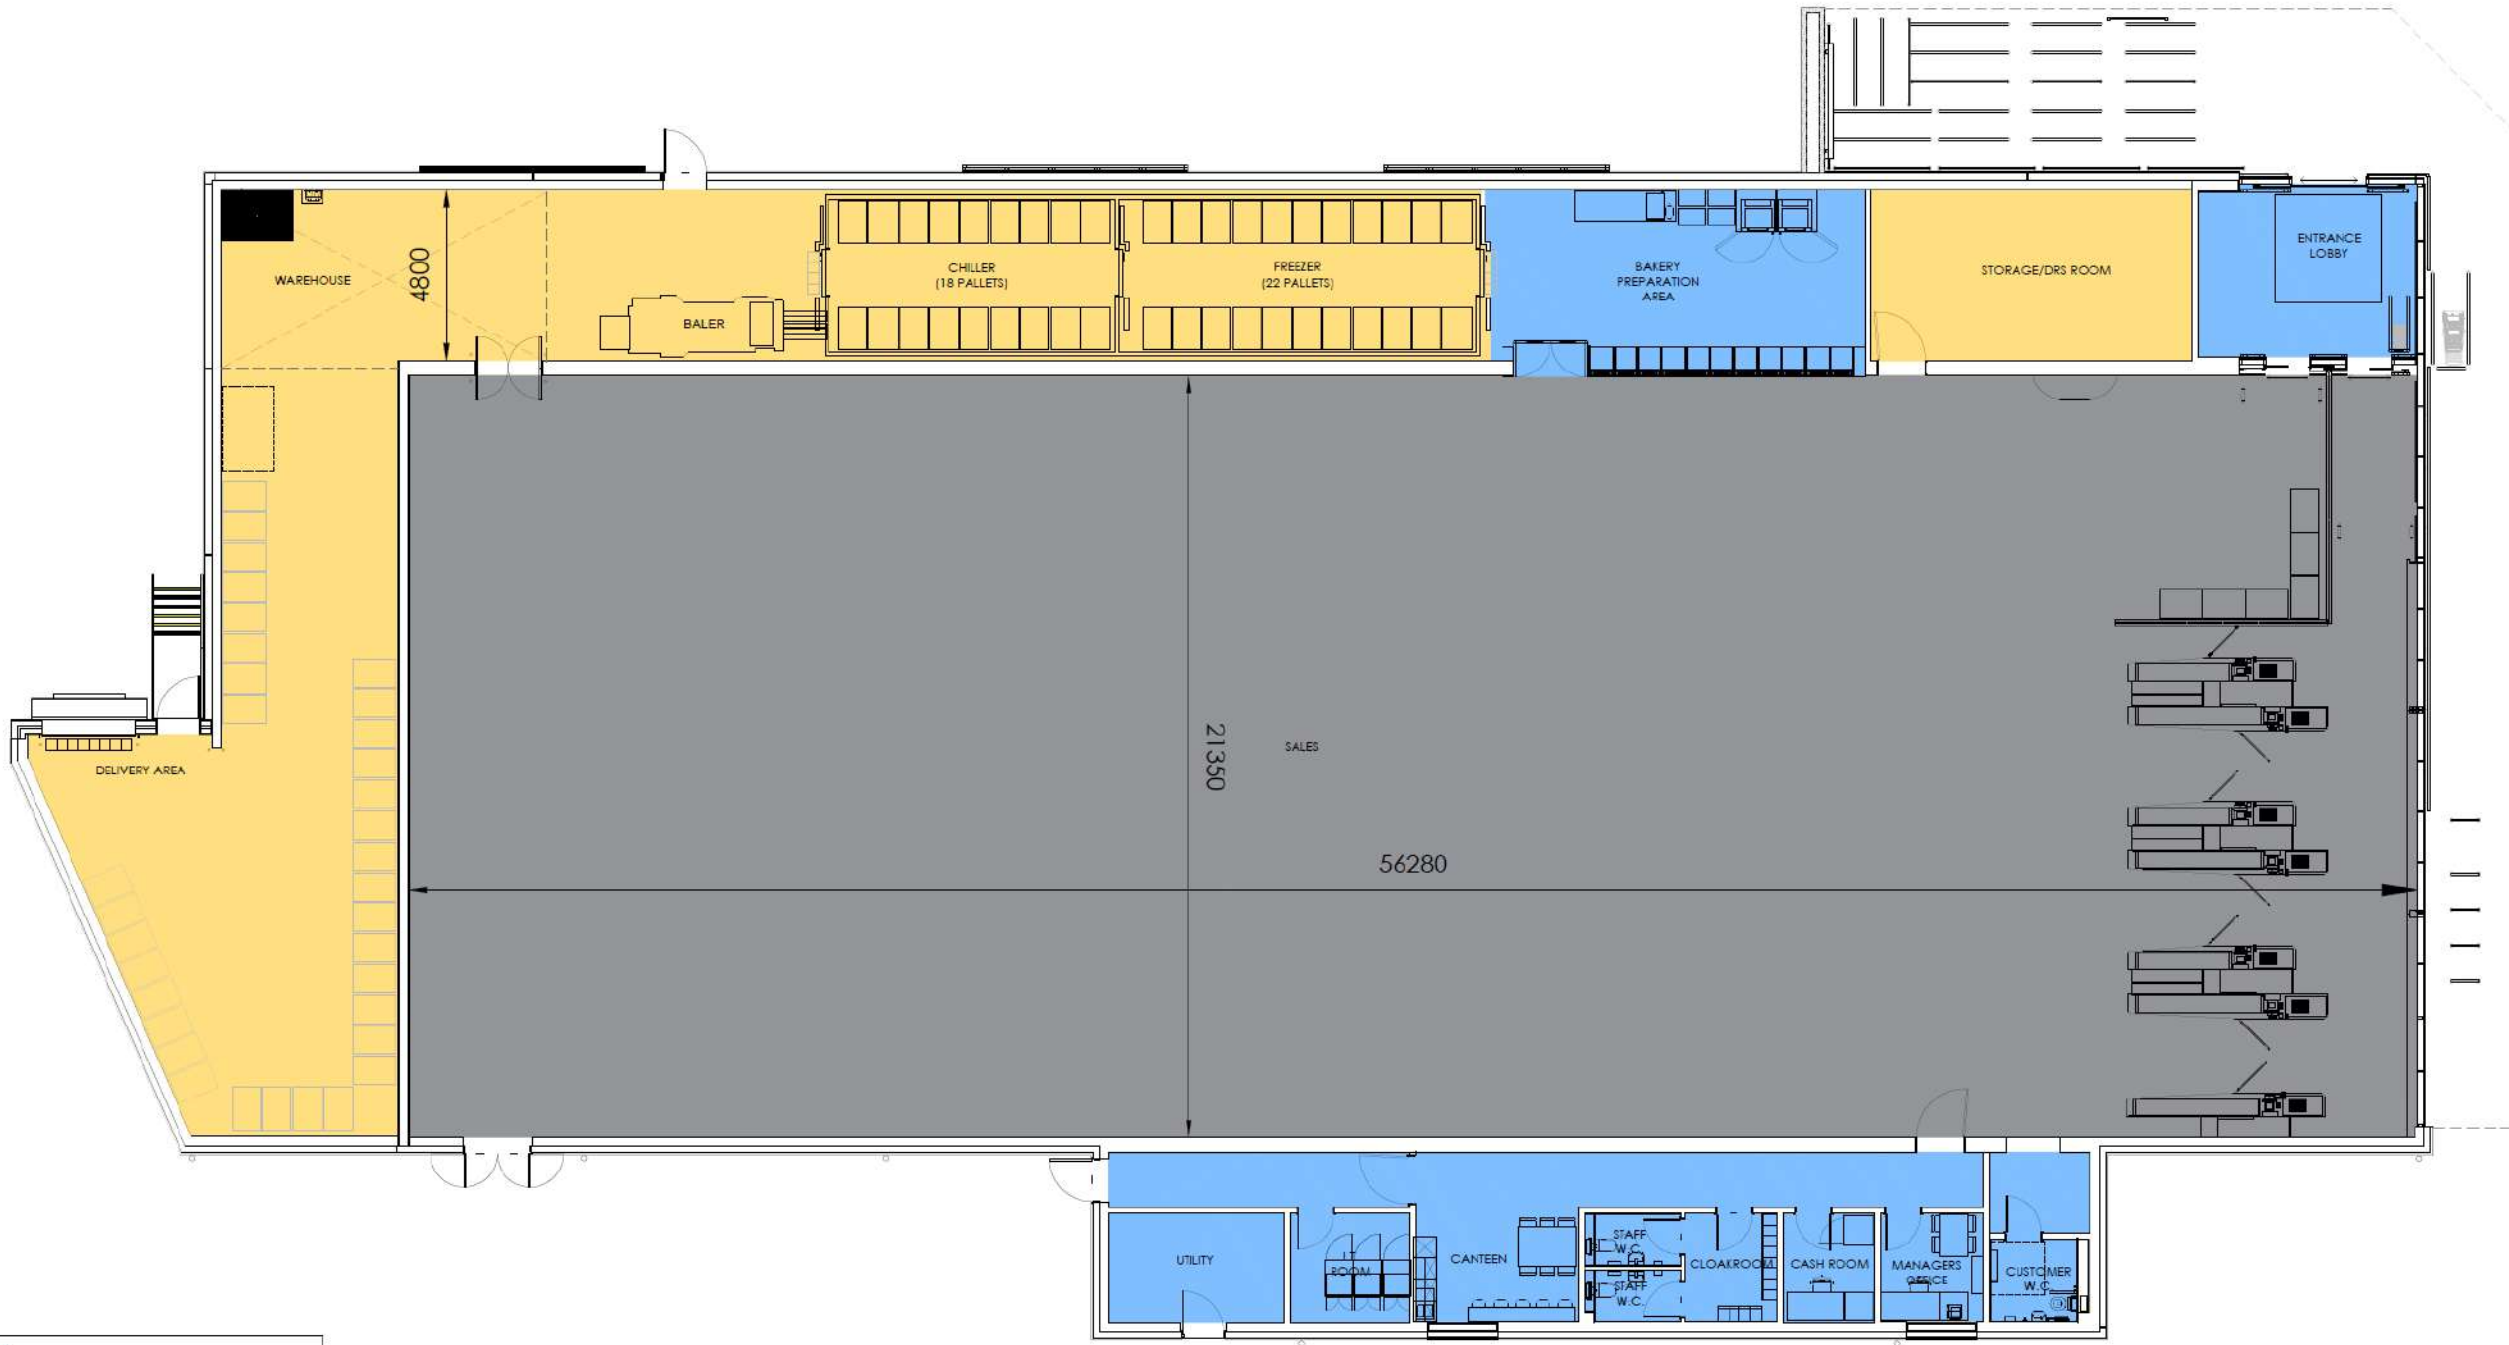 WAREHOUSE
4800
BALER
CHILLER
(18 PALLETS)
FREEZER
(22 PALLETS)
BAKERY
PREPARATION
AREA
STORAGE/DRS ROOM
ENTRANCE
LOBBY
DELIVERY AREA
21350
SALES
56280
UTILITY
I.T
ROOM
CANTEEN
STAFF
W.C.
STAFF
W.C.
CLOAKROOM
CASH ROOM
MANAGERS
OFFICE
CUSTOMER
W.C.